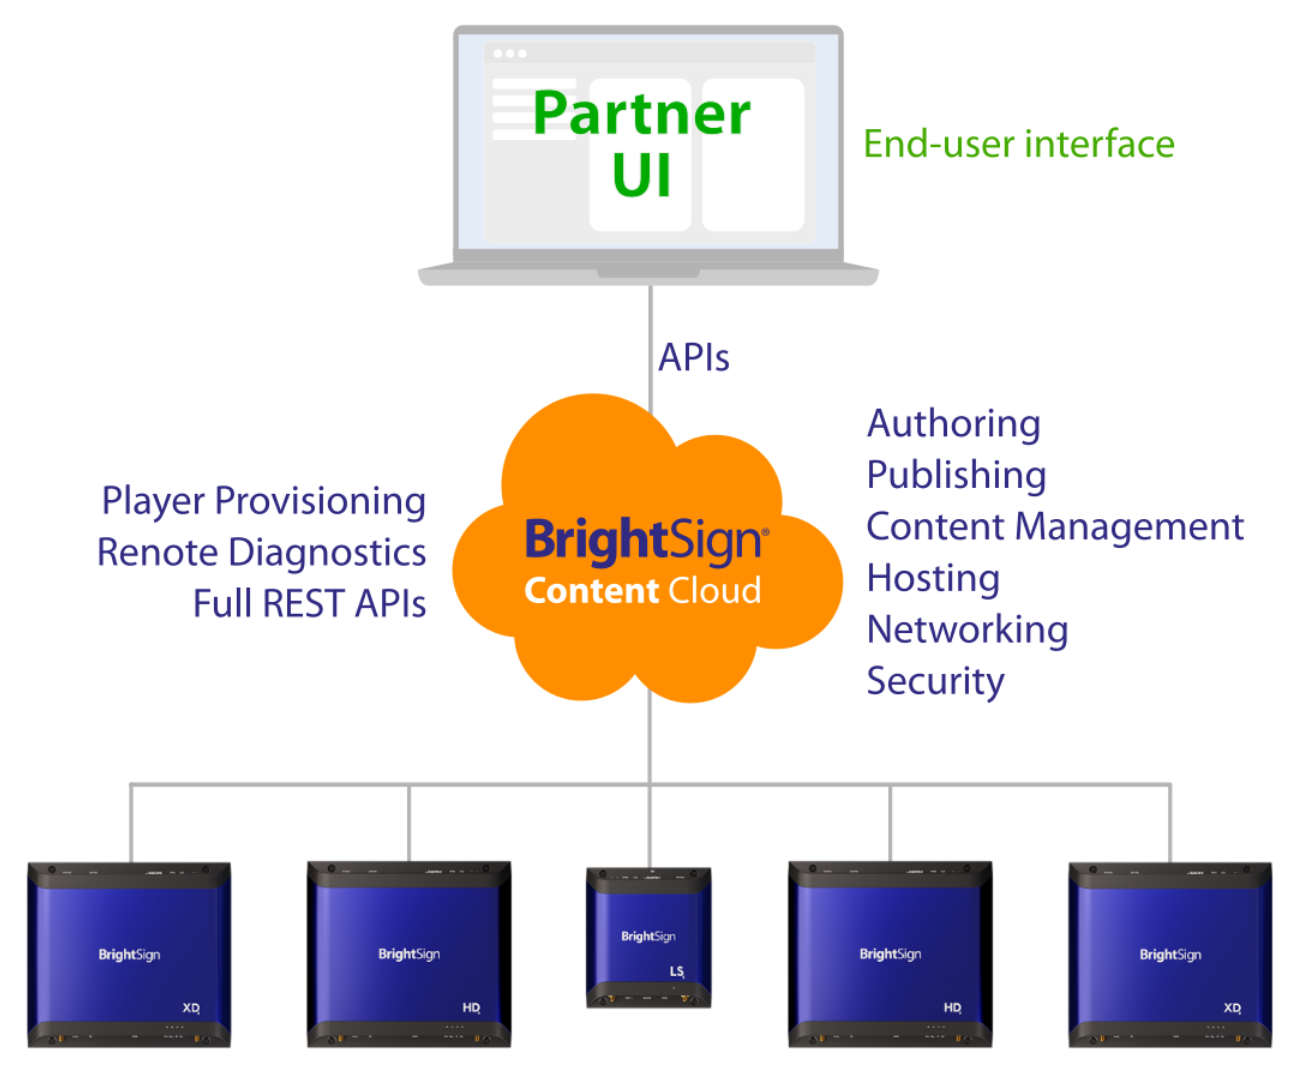 Partner
UI
End-user interface
APIs
Authoring
Publishing
Content Management
Hosting
Networking
Security
Player Provisioning
Renote Diagnostics
Full REST APIs
BrightSign®
Content Cloud
BrightSign
XD
BrightSign
HD
BrightSign
LS
BrightSign
HD
BrightSign
XD